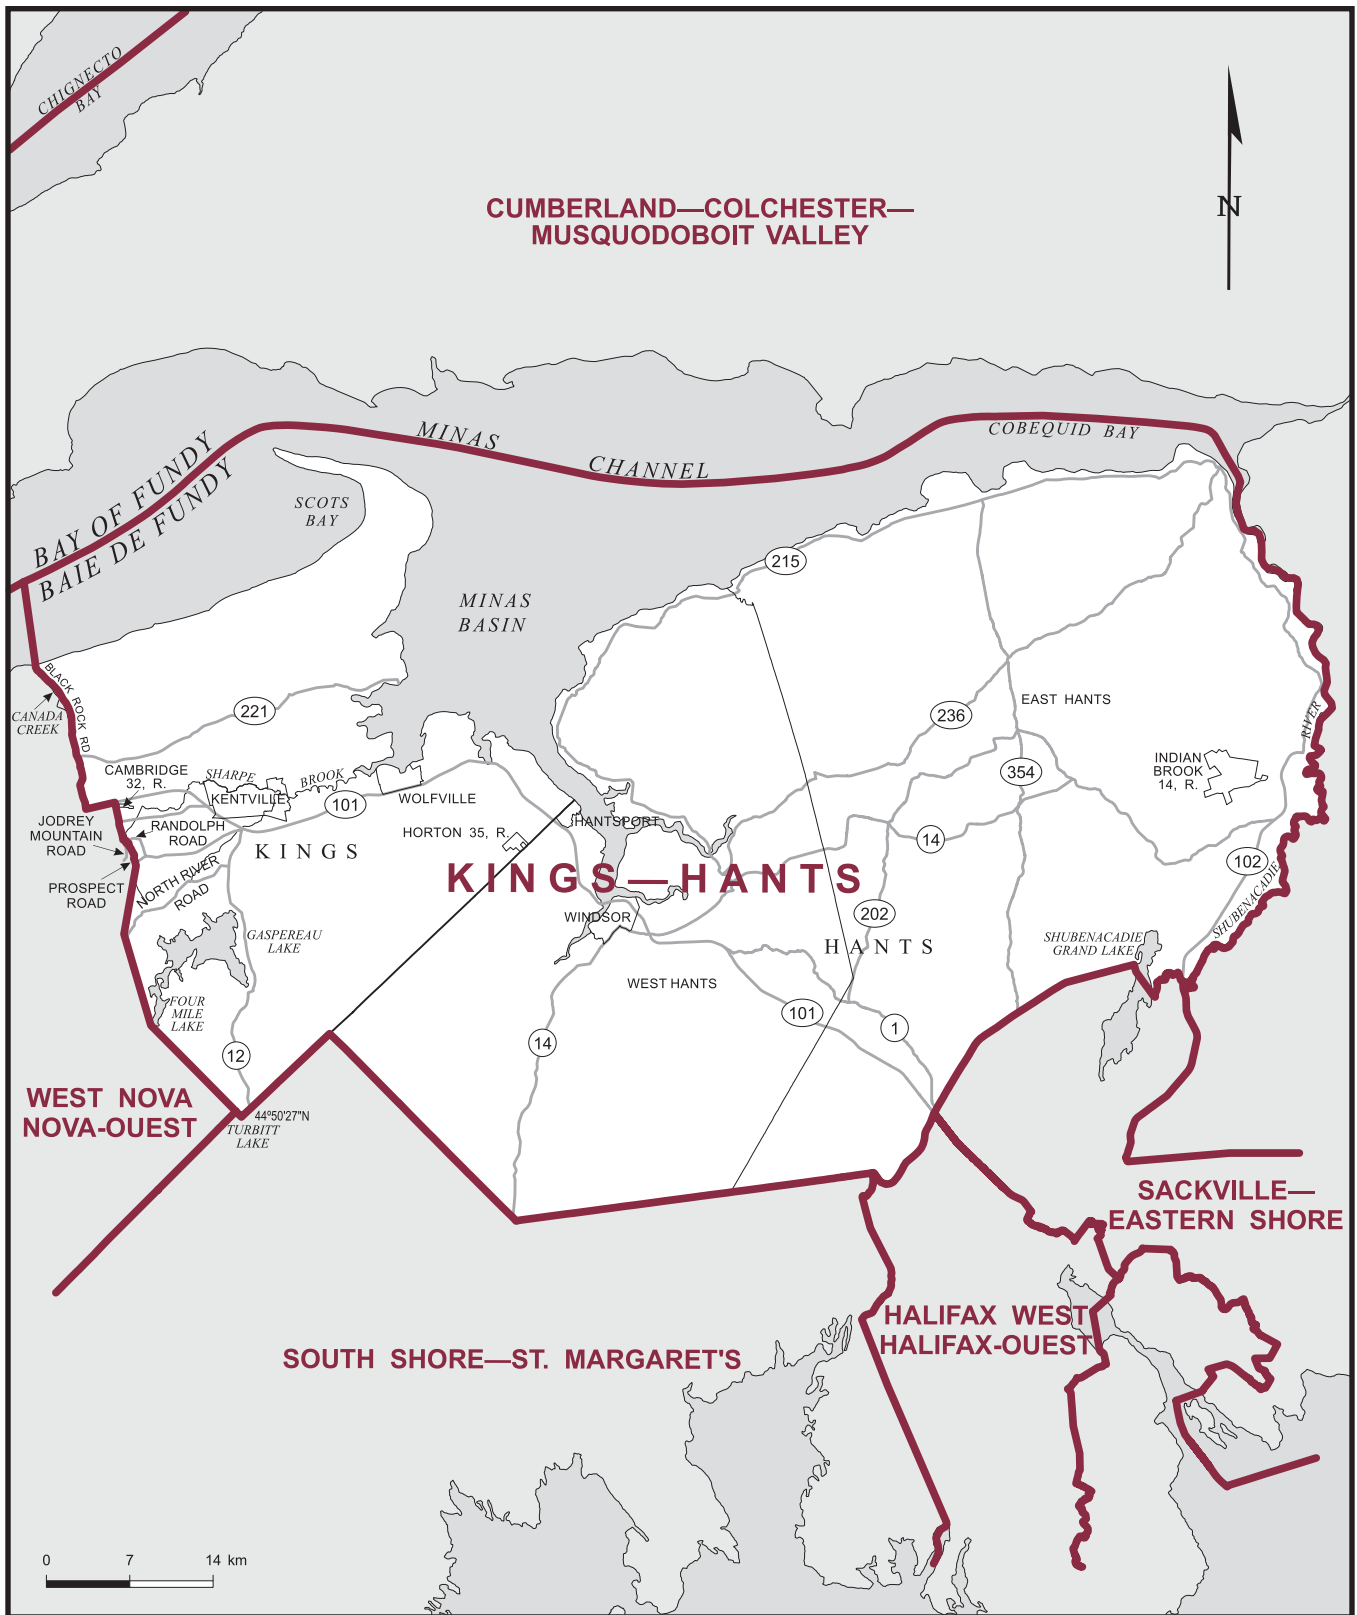 CHIGNECTO
BAY
N
CUMBERLAND—COLCHESTER—
MUSQUODOBOIT VALLEY
BAY OF FUNDY
BAIE DE FUNDY
MINAS
CHANNEL
COBEQUID BAY
SCOTS
BAY
MINAS
BASIN
215
BLACK ROCK RD
CANADA
CREEK
221
236
EAST HANTS
354
INDIAN
BROOK
14, R.
RIVER
CAMBRIDGE
32, R.
SHARPE
BROOK
KENTVILLE
101
WOLFVILLE
JODREY
MOUNTAIN
ROAD
RANDOLPH
ROAD
KINGS
HORTON 35, R.
HANTSPORT
14
102
PROSPECT
ROAD
NORTH RIVER
ROAD
KINGS—HANTS
SHUBENACADIE
WINDSOR
202
HANTS
GASPEREAU
LAKE
SHUBENACADIE
GRAND LAKE
WEST HANTS
FOUR
MILE
LAKE
101
1
12
14
WEST NOVA
NOVA-OUEST
44°50'27"N
TURBITT
LAKE
SACKVILLE—
EASTERN SHORE
HALIFAX WEST
HALIFAX-OUEST
SOUTH SHORE—ST. MARGARET'S
0 7 14 km